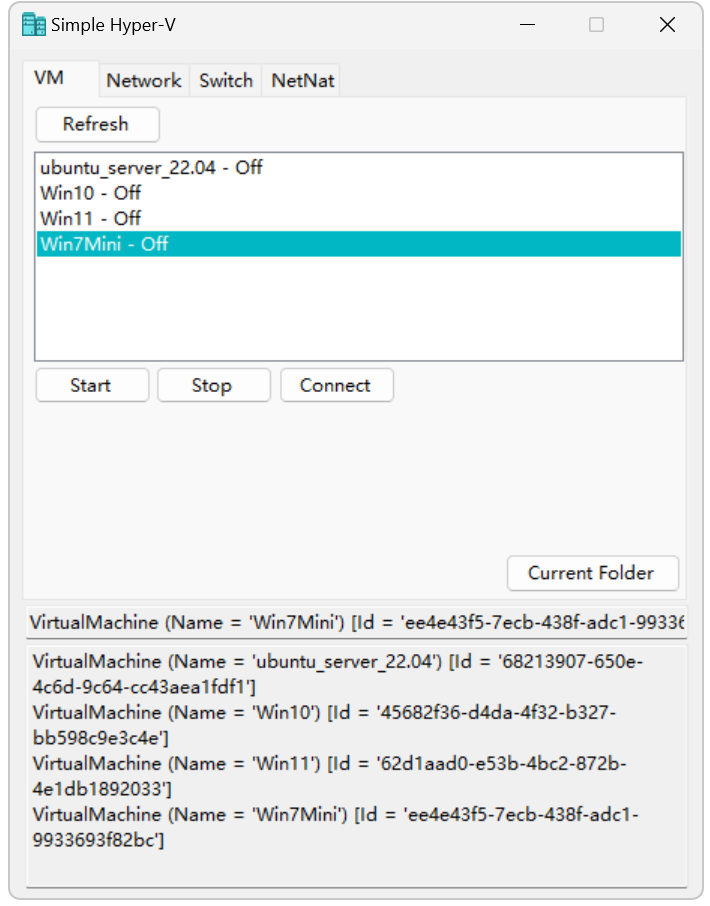 Simple Hyper-V
VM
Network
Switch
NetNat
Refresh
ubuntu_server_22.04 - Off
Win10 - Off
Win11 - Off
Win7Mini - Off
Start
Stop
Connect
Current Folder
VirtualMachine (Name = 'Win7Mini') [Id = 'ee4e43f5-7ecb-438f-adc1-99336
VirtualMachine (Name = 'ubuntu_server_22.04') [Id = '68213907-650e-
4c6d-9c64-cc43aea1fdf1']
VirtualMachine (Name = 'Win10') [Id = '45682f36-d4da-4f32-b327-
bb598c9e3c4e']
VirtualMachine (Name = 'Win11') [Id = '62d1aad0-e53b-4bc2-872b-
4e1db1892033']
VirtualMachine (Name = 'Win7Mini') [Id = 'ee4e43f5-7ecb-438f-adc1-
9933693f82bc']